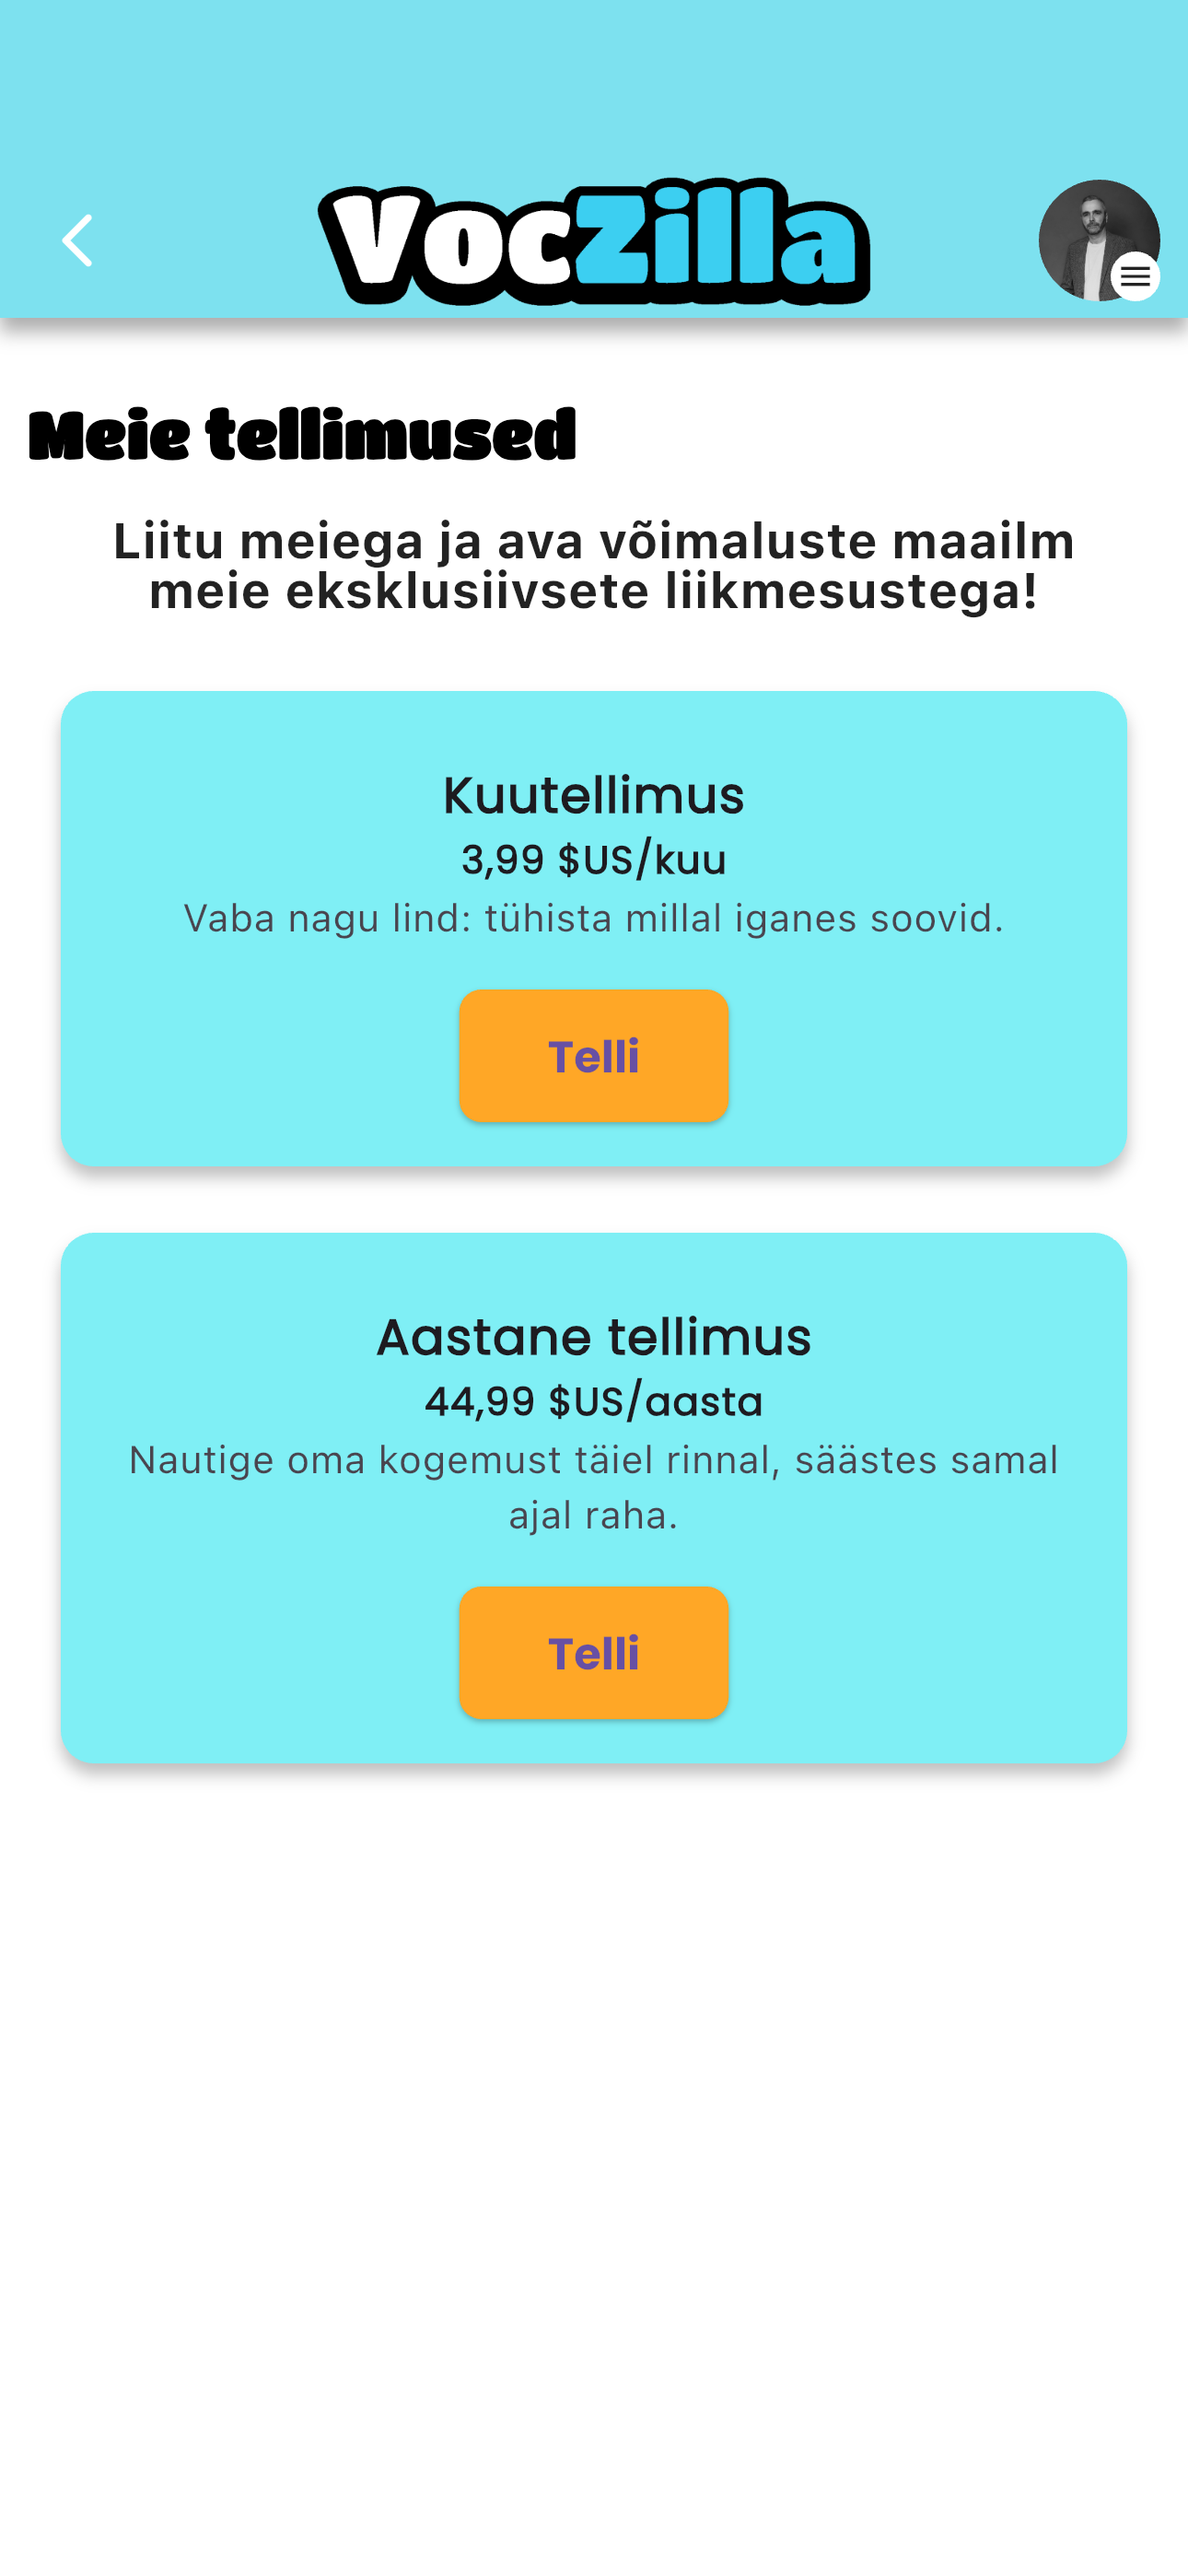 VocZilla
Meie tellimused
Liitu meiega ja ava võimaluste maailm
meie eksklusiivsete liikmesustega!
Kuutellimus
3,99 $US/kuu
Vaba nagu lind: tühista millal iganes soovid.
Telli
Aastane tellimus
44,99 $US/aasta
Nautige oma kogemust täiel rinnal, säästes samal
ajal raha.
Telli